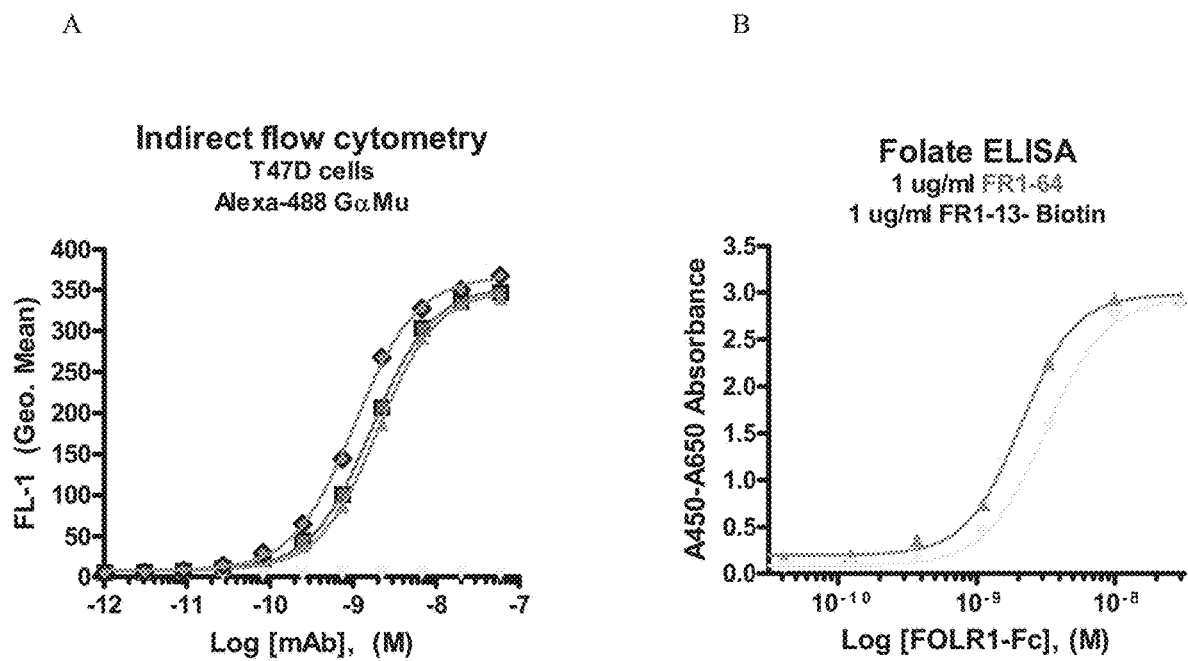 A
B
Indirect flow cytometry
T47D cells
Alexa-488 GαMu
FL-1 (Geo. Mean)
400
350
300
250
200
150
100
50
0
-12 -11 -10 -9 -8 -7
Log [mAb], (M)
Folate ELISA
1 ug/ml FR1-64
1 ug/ml FR1-13- Biotin
A450-A650 Absorbance
3.5
3.0
2.5
2.0
1.5
1.0
0.5
0.0
10-10 10-9 10-8
Log [FOLR1-Fc], (M)